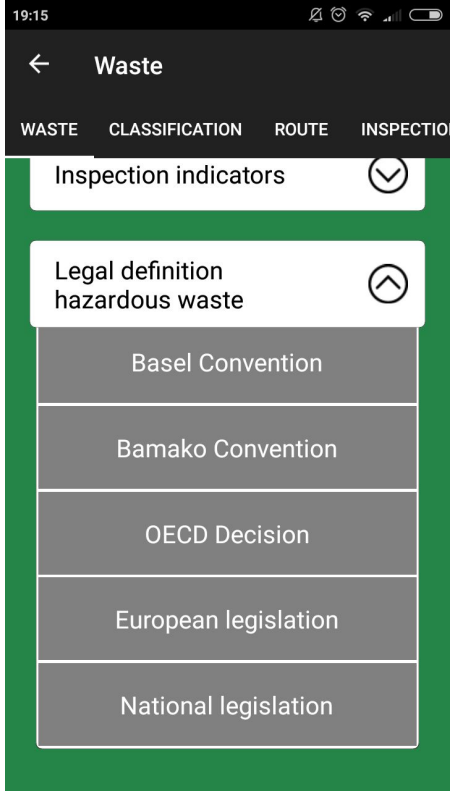 19:15
Waste
WASTE CLASSIFICATION ROUTE INSPECTIO
Inspection indicators
Legal definition
hazardous waste
Basel Convention
Bamako Convention
OECD Decision
European legislation
National legislation